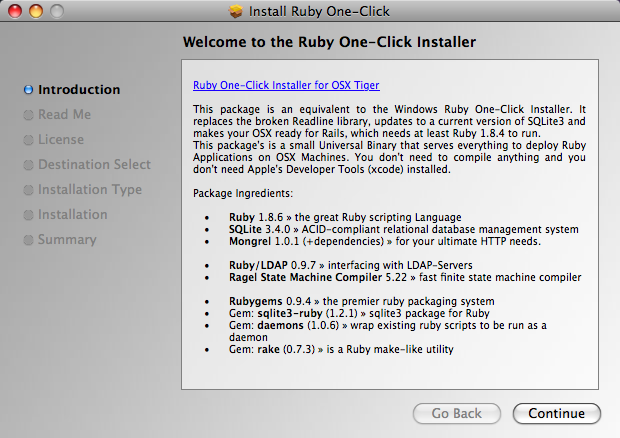 Install Ruby One-Click
Welcome to the Ruby One-Click Installer
Introduction
Read Me
License
Destination Select
Installation Type
Installation
Summary
Ruby One-Click Installer for OSX Tiger
This package is an equivalent to the Windows Ruby One-Click Installer. It
replaces the broken Readline library, updates to a current version of SQLite3 and
makes your OSX ready for Rails, which needs at least Ruby 1.8.4 to run.
This package's is a small Universal Binary that serves everything to deploy Ruby
Applications on OSX Machines. You don't need to compile anything and you
don't need Apple's Developer Tools (xcode) installed.
Package Ingredients:
• Ruby 1.8.6 » the great Ruby scripting Language
• SQLite 3.4.0 » ACID-compliant relational database management system
• Mongrel 1.0.1 (+dependencies) » for your ultimate HTTP needs.
• Ruby/LDAP 0.9.7 » interfacing with LDAP-Servers
• Ragel State Machine Compiler 5.22 » fast finite state machine compiler
• Rubygems 0.9.4 » the premier ruby packaging system
• Gem: sqlite3-ruby (1.2.1) » sqlite3 package for Ruby
• Gem: daemons (1.0.6) » wrap existing ruby scripts to be run as a
daemon
• Gem: rake (0.7.3) » is a Ruby make-like utility
Go Back
Continue